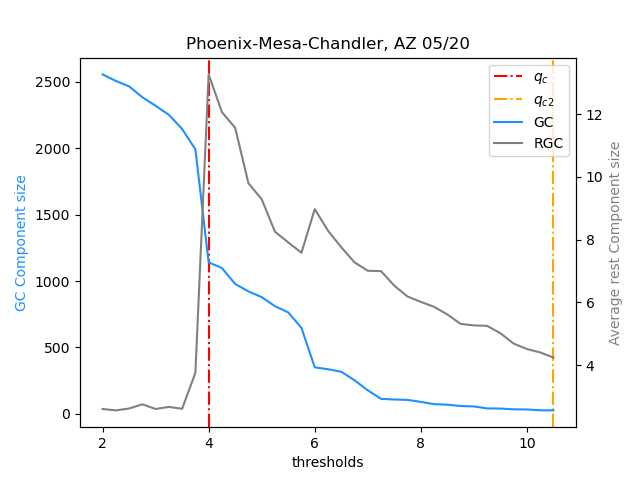 Phoenix-Mesa-Chandler, AZ 05/20
GC Component size
2500
2000
1500
1000
500
0
2
4
6
8
10
thresholds
12
10
8
6
4
Average rest Component size
q_c
q_{c2}
GC
RGC